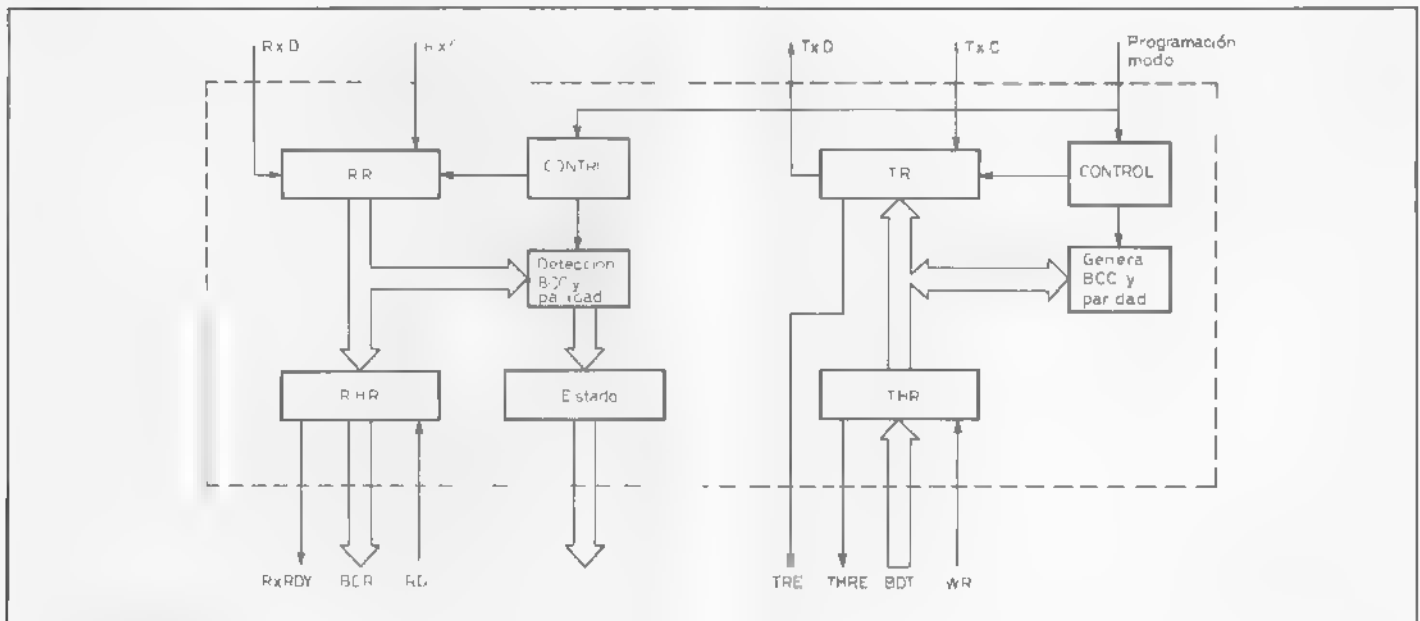 RxD
TxD
TxC
Programación
modo
RR
TR
CONTROL
Detección
BCC y
paridad
Genera
BCC y
paridad
RHR
Estado
THR
RxRDY
RD
TRE
THRE
BDT
WR